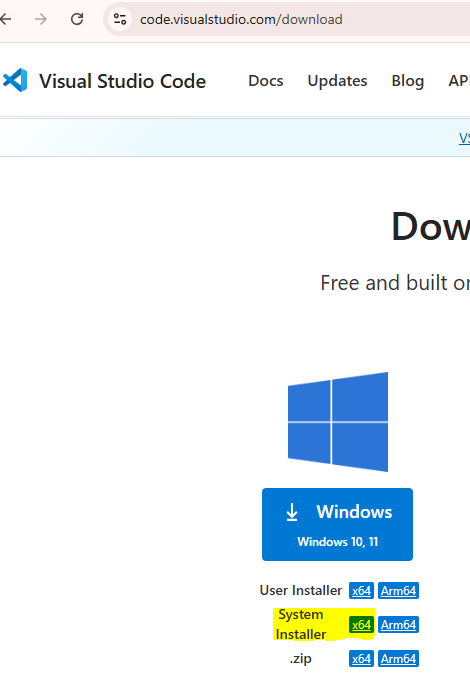 code.visualstudio.com/download
Visual Studio Code Docs Updates Blog API
VS
Dow
Free and built o
Windows
Windows 10, 11
User Installer x64 Arm64
System
Installer x64 Arm64
.zip x64 Arm64